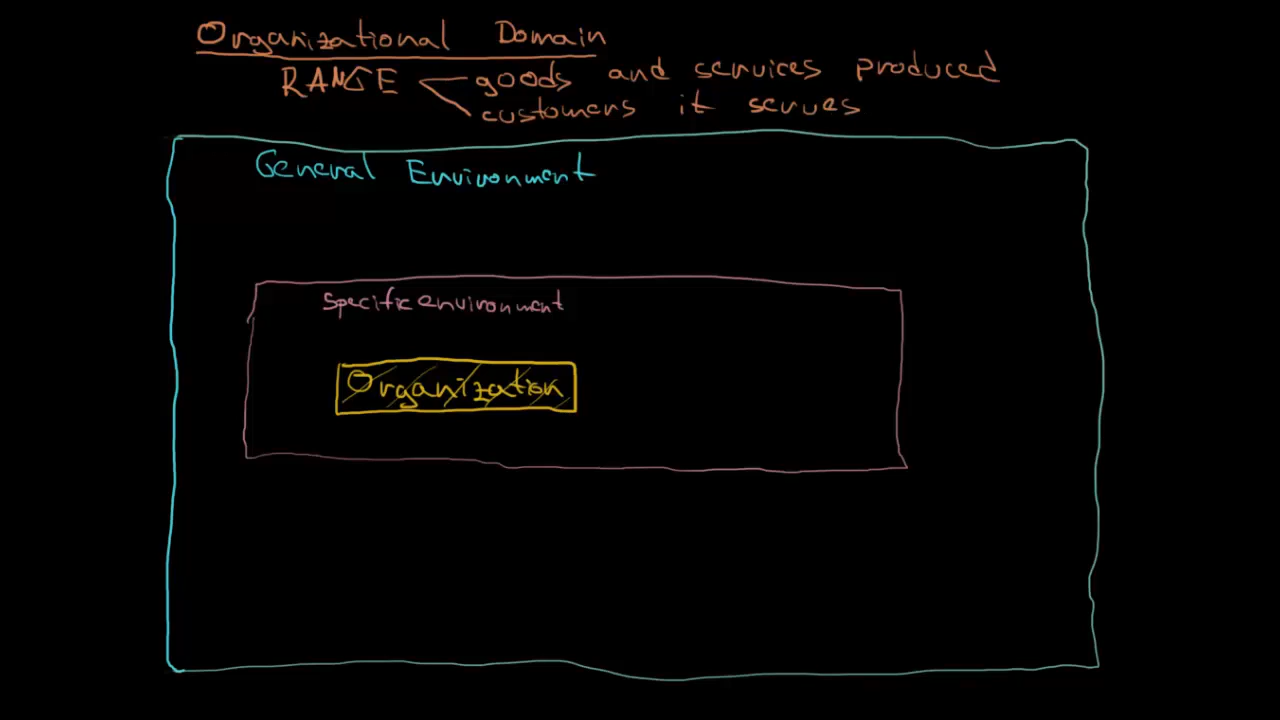 Organizational Domain
RANGE goods and services produced
customers it serves
General Environment
Specific environment
Organization